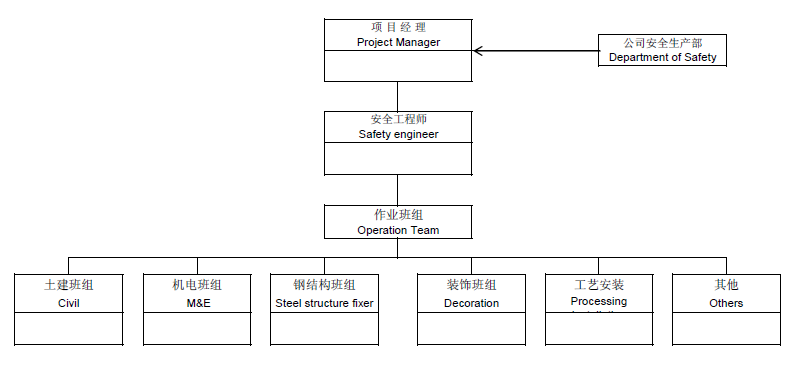 项 目 经 理
Project Manager
公司安全生产部
Department of Safety
安全工程师
Safety engineer
作业班组
Operation Team
土建班组
Civil
机电班组
M&E
钢结构班组
Steel structure fixer
装饰班组
Decoration
工艺安装
Processing
其他
Others